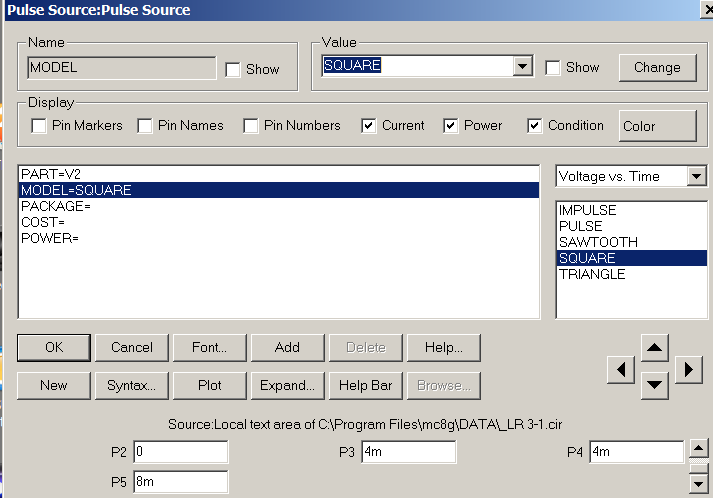 Pulse Source:Pulse Source
Name
MODEL
Show
Value
SQUARE
Show
Change
Display
Pin Markers
Pin Names
Pin Numbers
Current
Power
Condition
Color
PART=V2
MODEL=SQUARE
PACKAGE=
COST=
POWER=
Voltage vs. Time
IMPULSE
PULSE
SAWTOOTH
SQUARE
TRIANGLE
OK
Cancel
Font...
Add
Delete
Help...
New
Syntax...
Plot
Expand...
Help Bar
Browse...
Source:Local text area of C:\Program Files\mc8g\DATA\_LR 3-1.cir
P2 0
P3 4m
P4 4m
P5 8m